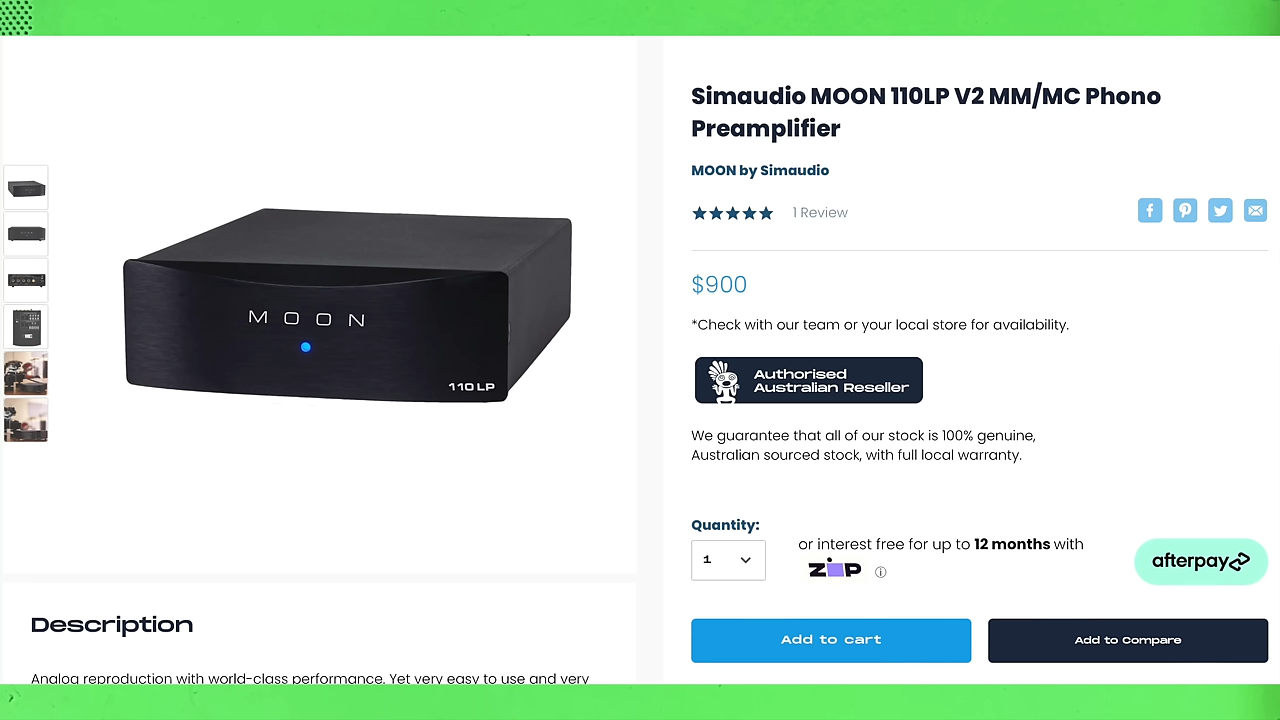 MOON
110LP
Description
Analog reproduction with world-class performance. Yet very easy to use and very
Simaudio MOON 110LP V2 MM/MC Phono
Preamplifier
MOON by Simaudio
1 Review
$900
*Check with our team or your local store for availability.
Authorised
Australian Reseller
We guarantee that all of our stock is 100% genuine,
Australian sourced stock, with full local warranty.
Quantity:
1
or interest free for up to 12 months with
zip
afterpay
Add to cart
Add to Compare